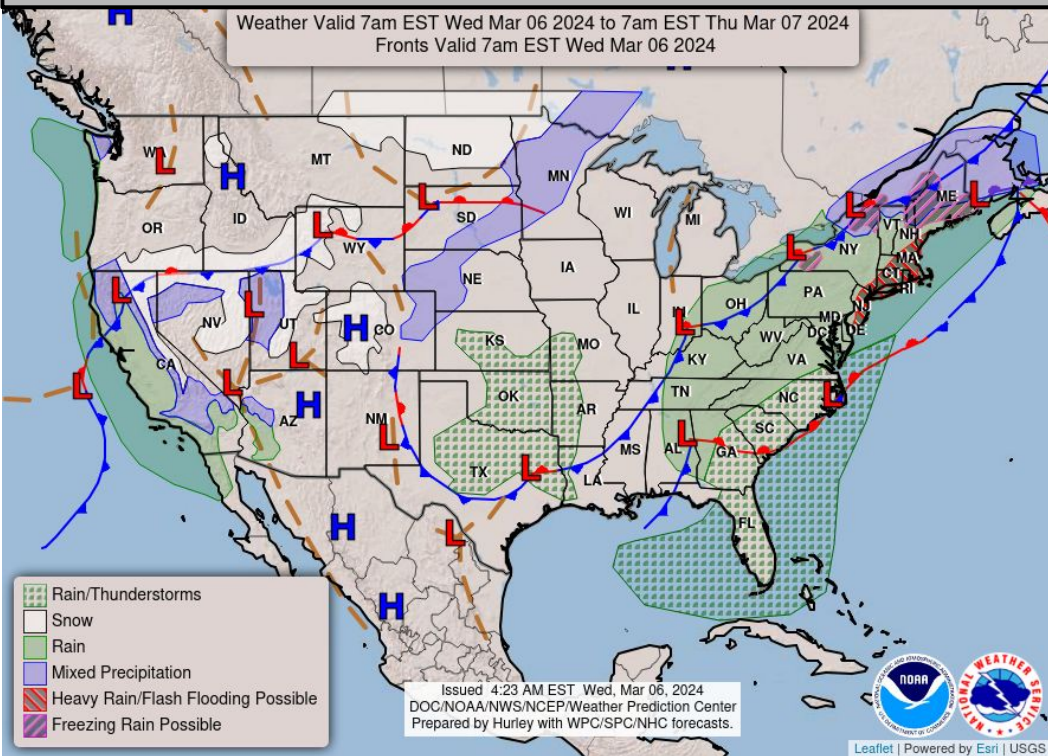 Weather Valid 7am EST Wed Mar 06 2024 to 7am EST Thu Mar 07 2024
Fronts Valid 7am EST Wed Mar 06 2024
H
H
W
L
H
MT
ND
MN
OR
ID
L
WY
L
SD
WI
MI
L
ME
L
VT
NH
NY
L
MA
CT
RI
L
NV
L
UT
H
CO
NE
IA
IL
IN
L
OH
PA
NJ
MD
DC
DE
WV
VA
KY
CA
L
L
L
KS
MO
AZ
H
NM
L
OK
AR
TN
NC
L
SC
TX
L
LA
MS
AL
L
GA
FL
H
L
H
Rain/Thunderstorms
Snow
Rain
Mixed Precipitation
Heavy Rain/Flash Flooding Possible
Freezing Rain Possible
Issued 4:23 AM EST Wed, Mar 06, 2024
DOC/NOAA/NWS/NCEP/Weather Prediction Center
Prepared by Hurley with WPC/SPC/NHC forecasts.
NOAA
NATIONAL WEATHER SERVICE
Leaflet | Powered by Esri | USGS